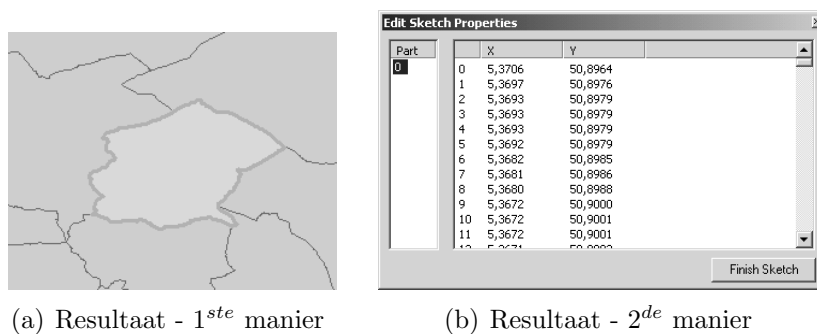 Edit Sketch Properties
Part
0
X Y
0 5,3706 50,8964
1 5,3697 50,8976
2 5,3693 50,8979
3 5,3693 50,8979
4 5,3693 50,8979
5 5,3692 50,8979
6 5,3682 50,8985
7 5,3681 50,8986
8 5,3680 50,8988
9 5,3672 50,9000
10 5,3672 50,9001
11 5,3672 50,9001
Finish Sketch
(a) Resultaat - 1ste manier
(b) Resultaat - 2de manier